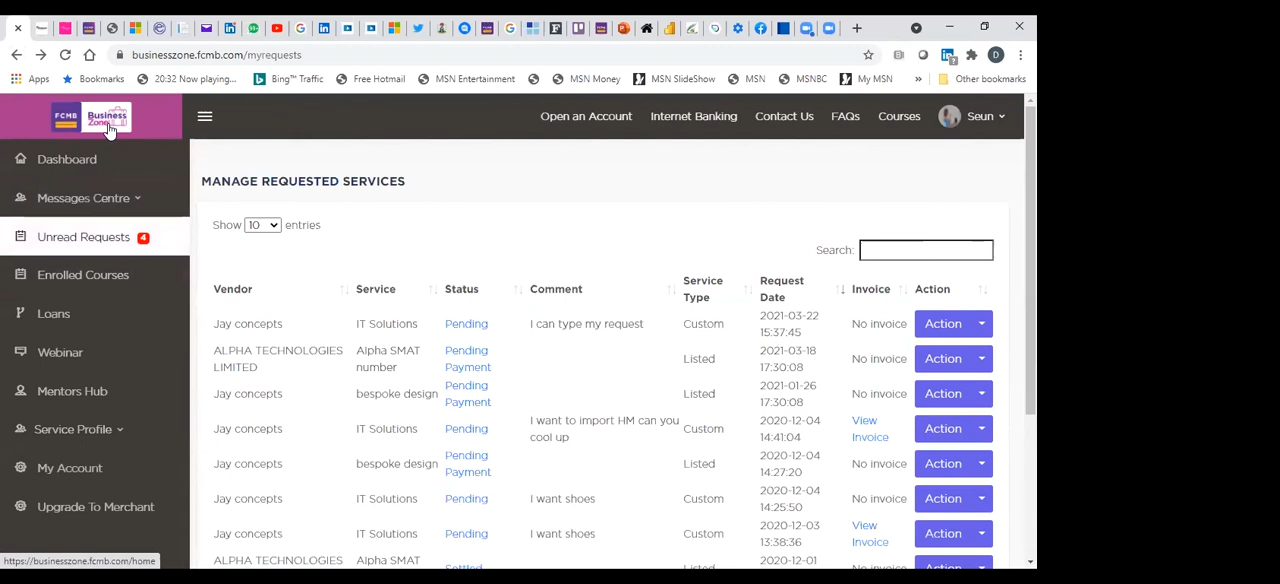 businesszone.fcmb.com/myrequests
D
Apps Bookmarks 20:32 Now playing... Bing™ Traffic Free Hotmail MSN Entertainment MSN Money MSN SlideShow MSN MSNBC My MSN » Other bookmarks
FCMB Business Zone
Open an Account Internet Banking Contact Us FAQs Courses Seun
Dashboard
Messages Centre
Unread Requests 4
Enrolled Courses
Loans
Webinar
Mentors Hub
Service Profile
My Account
Upgrade To Merchant
MANAGE REQUESTED SERVICES
Show 10 entries
Search:
Vendor Service Status Comment Service Type Request Date Invoice Action
Jay concepts IT Solutions Pending I can type my request Custom 2021-03-22 15:37:45 No invoice Action
ALPHA TECHNOLOGIES LIMITED Alpha SMAT number Pending Payment Listed 2021-03-18 17:30:08 No invoice Action
Jay concepts bespoke design Pending Payment Listed 2021-01-26 17:30:08 No invoice Action
Jay concepts IT Solutions Pending I want to import HM can you cool up Custom 2020-12-04 14:41:04 View Invoice Action
Jay concepts bespoke design Pending Payment Listed 2020-12-04 14:27:20 No invoice Action
Jay concepts IT Solutions Pending I want shoes Custom 2020-12-04 14:25:50 No invoice Action
Jay concepts IT Solutions Pending I want shoes Custom 2020-12-03 13:38:36 View Invoice Action
ALPHA TECHNOLOGIES Alpha SMAT Settled Listed 2020-12-01 No invoice Action
https://businesszone.fcmb.com/home